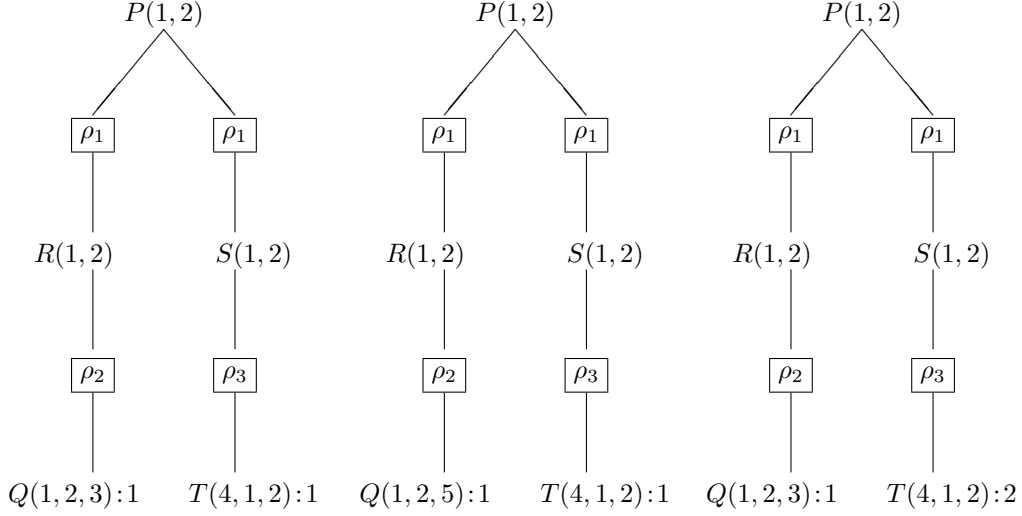 P(1, 2) P(1, 2) P(1, 2)
ρ₁ ρ₁ ρ₁ ρ₁ ρ₁ ρ₁
R(1, 2) S(1, 2) R(1, 2) S(1, 2) R(1, 2) S(1, 2)
ρ₂ ρ₃ ρ₂ ρ₃ ρ₂ ρ₃
Q(1, 2, 3):1 T(4, 1, 2):1 Q(1, 2, 5):1 T(4, 1, 2):1 Q(1, 2, 3):1 T(4, 1, 2):2